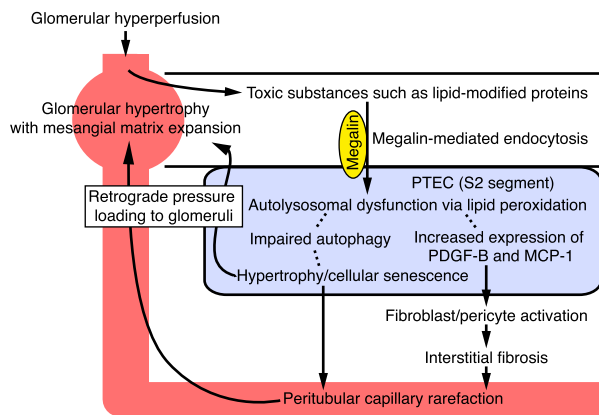 Glomerular hyperperfusion
Toxic substances such as lipid-modified proteins
Glomerular hypertrophy
with mesangial matrix expansion
Megalin
Megalin-mediated endocytosis
PTEC (S2 segment)
Retrograde pressure
loading to glomeruli
Autolysosomal dysfunction via lipid peroxidation
Impaired autophagy
Increased expression of
PDGF-B and MCP-1
Hypertrophy/cellular senescence
Fibroblast/pericyte activation
Interstitial fibrosis
Peritubular capillary rarefaction